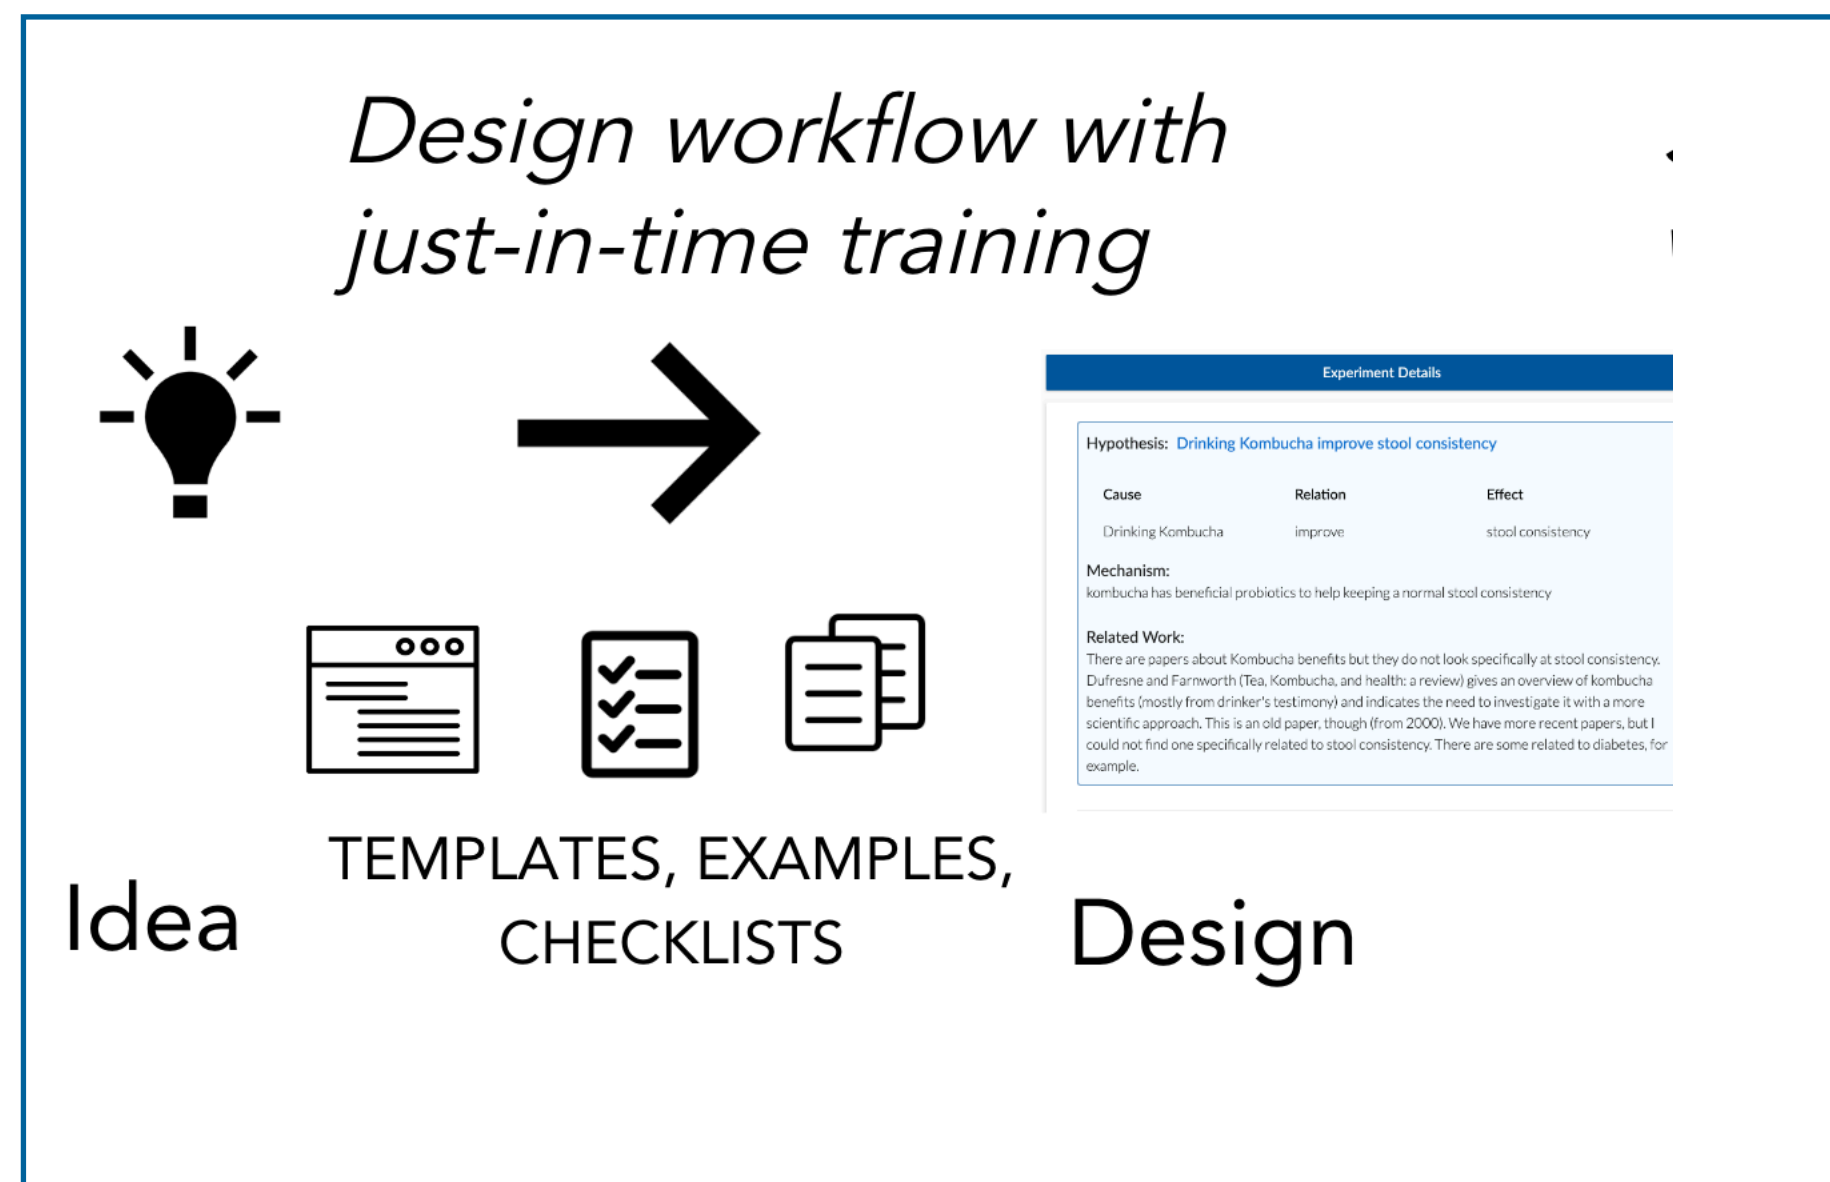 Design workflow with
just-in-time training
Experiment Details
Hypothesis: Drinking Kombucha improve stool consistency
Cause Relation Effect
Drinking Kombucha improve stool consistency
Mechanism:
kombucha has beneficial probiotics to help keeping a normal stool consistency
Related Work:
There are papers about Kombucha benefits but they do not look specifically at stool consistency.
Dufresne and Farnworth (Tea, Kombucha, and health: a review) gives an overview of kombucha
benefits (mostly from drinker's testimony) and indicates the need to investigate it with a more
scientific approach. This is an old paper, though (from 2000). We have more recent papers, but I
could not find one specifically related to stool consistency. There are some related to diabetes, for
example.
TEMPLATES, EXAMPLES,
CHECKLISTS
Idea
Design